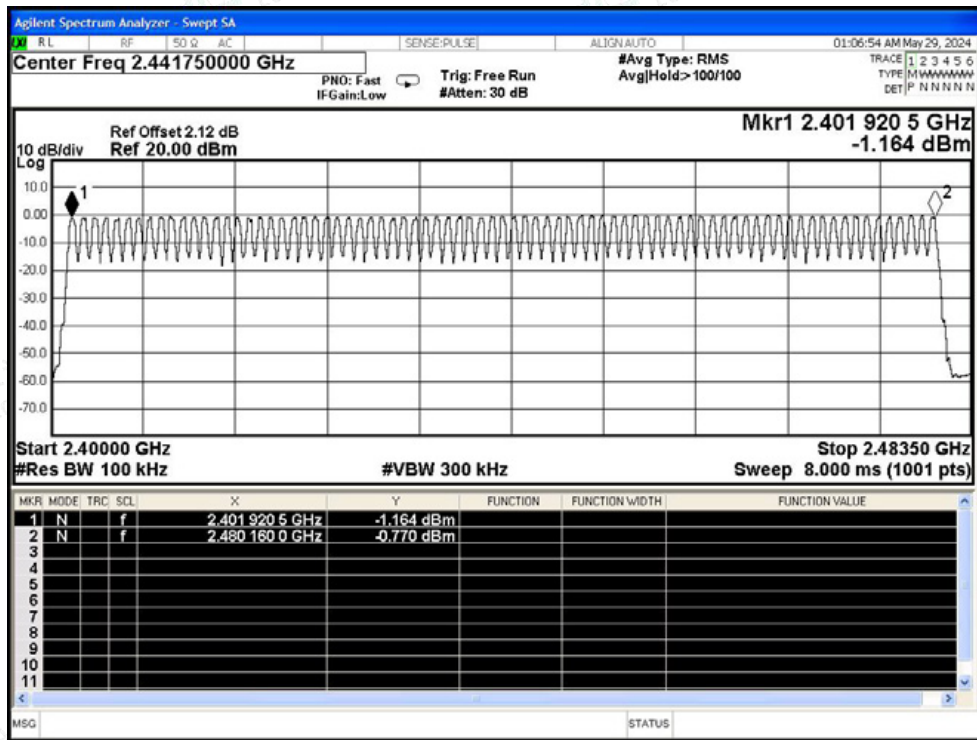 Agilent Spectrum Analyzer - Swept SA
LXI RL RF 50 Ω AC SENSE:PULSE ALIGNAUTO 01:06:54 AM May 29, 2024
Center Freq 2.441750000 GHz
PNO: Fast
IFGain:Low
Trig: Free Run
#Atten: 30 dB
#Avg Type: RMS
Avg|Hold:>100/100
TRACE 1 2 3 4 5 6
TYPE MWWWWW
DET P N N N N N
Ref Offset 2.12 dB
10 dB/div Ref 20.00 dBm
Log
Mkr1 2.401 920 5 GHz
-1.164 dBm
10.0
0.00
-10.0
-20.0
-30.0
-40.0
-50.0
-60.0
-70.0
1
2
Start 2.40000 GHz Stop 2.48350 GHz
#Res BW 100 kHz #VBW 300 kHz Sweep 8.000 ms (1001 pts)
MKR MODE TRC SCL X Y FUNCTION FUNCTION WIDTH FUNCTION VALUE
1 N f 2.401 920 5 GHz -1.164 dBm
2 N f 2.480 160 0 GHz -0.770 dBm
3
4
5
6
7
8
9
10
11
MSG STATUS